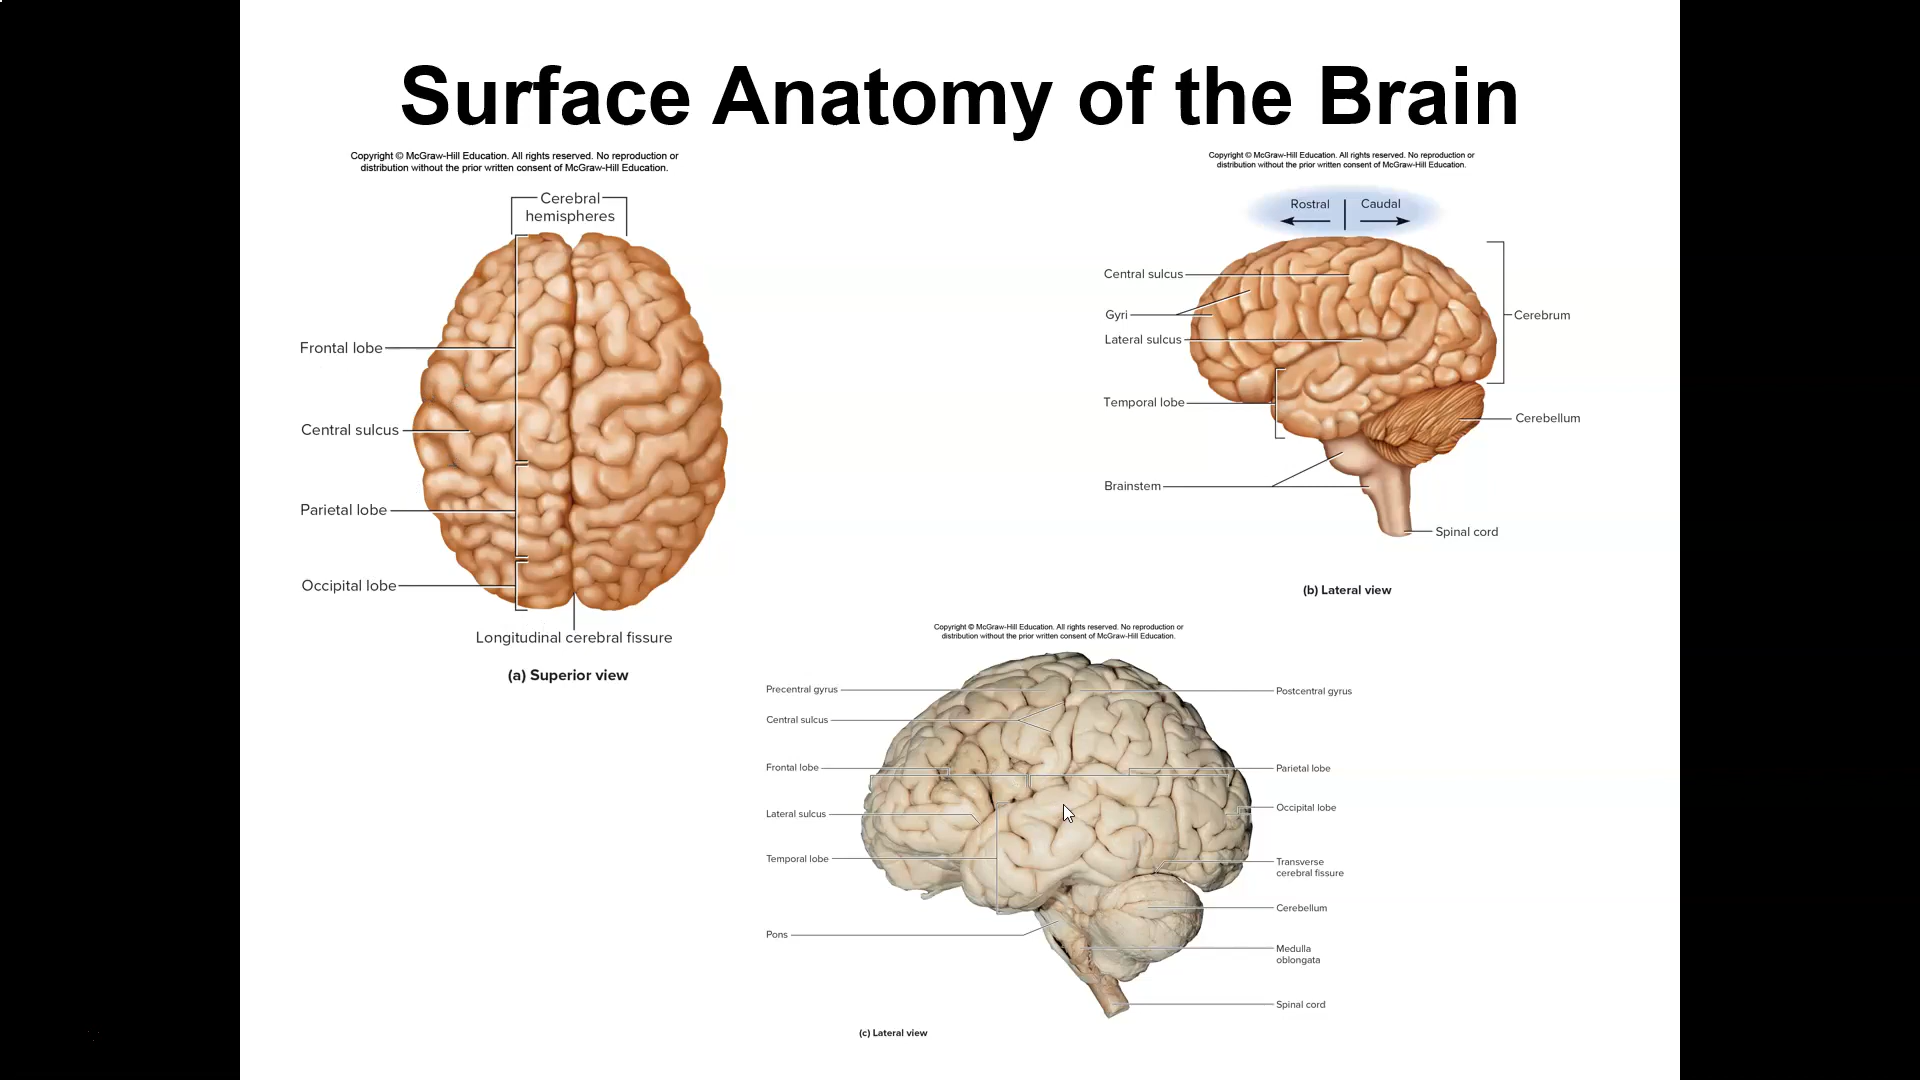 Surface Anatomy of the Brain
Copyright © McGraw-Hill Education. All rights reserved. No reproduction or
distribution without the prior written consent of McGraw-Hill Education.
Cerebral
hemispheres
Frontal lobe
Central sulcus
Parietal lobe
Occipital lobe
Longitudinal cerebral fissure
(a) Superior view
Copyright © McGraw-Hill Education. All rights reserved. No reproduction or
distribution without the prior written consent of McGraw-Hill Education.
Rostral
Caudal
Central sulcus
Gyri
Lateral sulcus
Temporal lobe
Brainstem
Cerebrum
Cerebellum
Spinal cord
(b) Lateral view
Copyright © McGraw-Hill Education. All rights reserved. No reproduction or
distribution without the prior written consent of McGraw-Hill Education.
Precentral gyrus
Central sulcus
Frontal lobe
Lateral sulcus
Temporal lobe
Pons
Postcentral gyrus
Parietal lobe
Occipital lobe
Transverse
cerebral fissure
Cerebellum
Medulla
oblongata
Spinal cord
(c) Lateral view